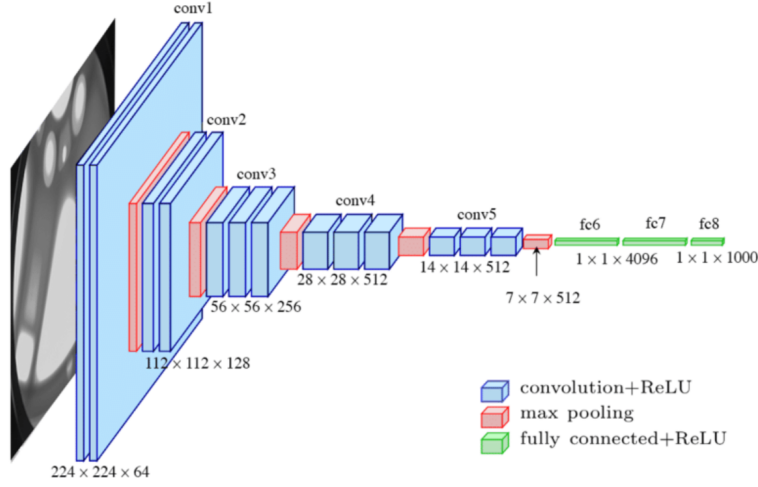 conv1
conv2
conv3
conv4
conv5
fc6
fc7
fc8
1 × 1 × 4096
1 × 1 × 1000
14 × 14 × 512
28 × 28 × 512
7 × 7 × 512
56 × 56 × 256
112 × 112 × 128
224 × 224 × 64
convolution+ReLU
max pooling
fully connected+ReLU